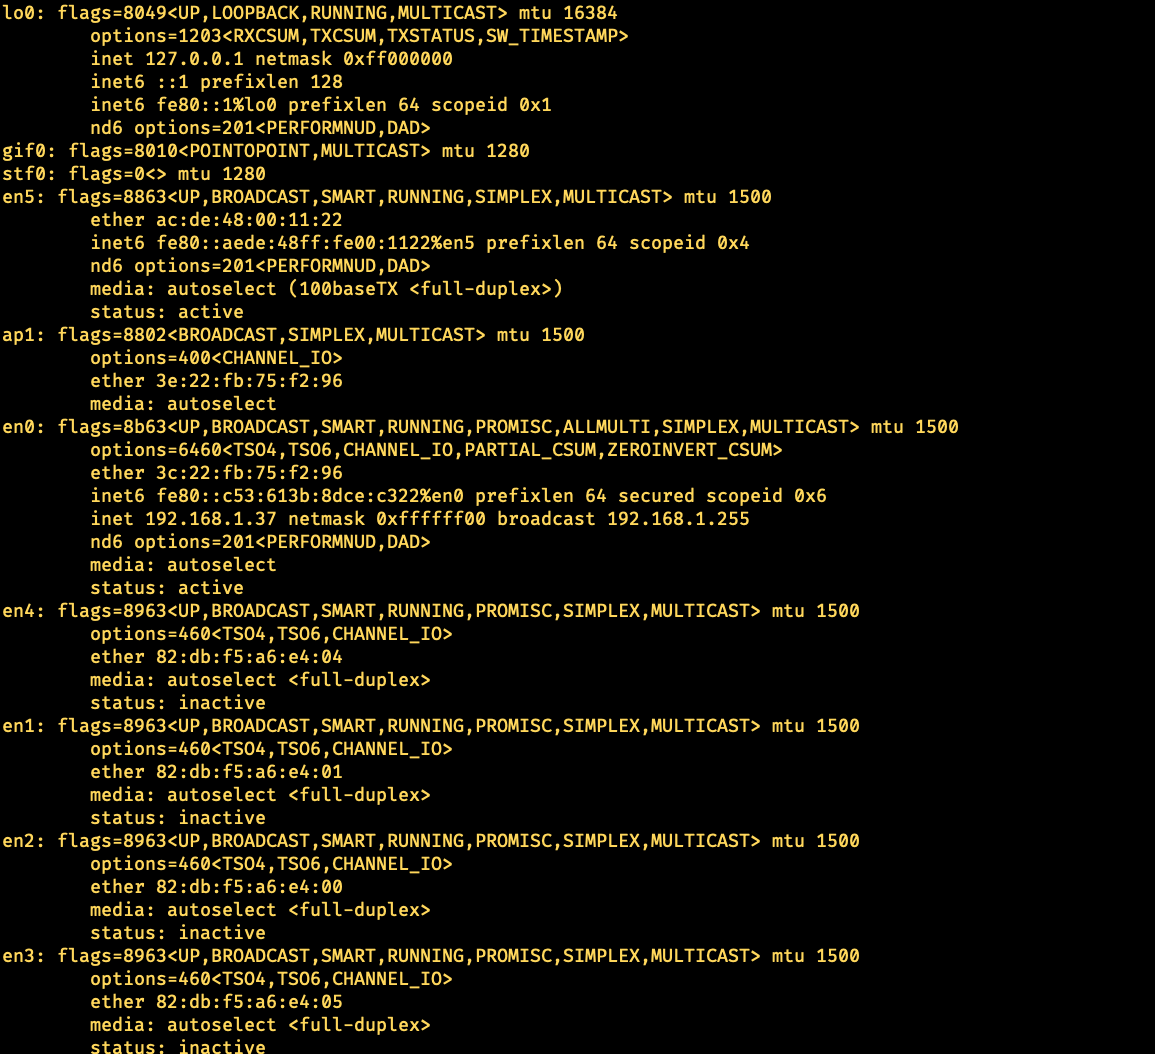 lo0: flags=8049<UP,LOOPBACK,RUNNING,MULTICAST> mtu 16384
options=1203<RXCSUM,TXCSUM,TXSTATUS,SW_TIMESTAMP>
inet 127.0.0.1 netmask 0xff000000
inet6 ::1 prefixlen 128
inet6 fe80::1%lo0 prefixlen 64 scopeid 0x1
nd6 options=201<PERFORMNUD,DAD>
gif0: flags=8010<POINTOPOINT,MULTICAST> mtu 1280
stf0: flags=0<> mtu 1280
en5: flags=8863<UP,BROADCAST,SMART,RUNNING,SIMPLEX,MULTICAST> mtu 1500
ether ac:de:48:00:11:22
inet6 fe80::aede:48ff:fe00:1122%en5 prefixlen 64 scopeid 0x4
nd6 options=201<PERFORMNUD,DAD>
media: autoselect (100baseTX <full-duplex>)
status: active
ap1: flags=8802<BROADCAST,SIMPLEX,MULTICAST> mtu 1500
options=400<CHANNEL_IO>
ether 3e:22:fb:75:f2:96
media: autoselect
en0: flags=8b63<UP,BROADCAST,SMART,RUNNING,PROMISC,ALLMULTI,SIMPLEX,MULTICAST> mtu 1500
options=6460<TSO4,TSO6,CHANNEL_IO,PARTIAL_CSUM,ZEROINVERT_CSUM>
ether 3c:22:fb:75:f2:96
inet6 fe80::c53:613b:8dce:c322%en0 prefixlen 64 secured scopeid 0x6
inet 192.168.1.37 netmask 0xffffff00 broadcast 192.168.1.255
nd6 options=201<PERFORMNUD,DAD>
media: autoselect
status: active
en4: flags=8963<UP,BROADCAST,SMART,RUNNING,PROMISC,SIMPLEX,MULTICAST> mtu 1500
options=460<TSO4,TSO6,CHANNEL_IO>
ether 82:db:f5:a6:e4:04
media: autoselect <full-duplex>
status: inactive
en1: flags=8963<UP,BROADCAST,SMART,RUNNING,PROMISC,SIMPLEX,MULTICAST> mtu 1500
options=460<TSO4,TSO6,CHANNEL_IO>
ether 82:db:f5:a6:e4:01
media: autoselect <full-duplex>
status: inactive
en2: flags=8963<UP,BROADCAST,SMART,RUNNING,PROMISC,SIMPLEX,MULTICAST> mtu 1500
options=460<TSO4,TSO6,CHANNEL_IO>
ether 82:db:f5:a6:e4:00
media: autoselect <full-duplex>
status: inactive
en3: flags=8963<UP,BROADCAST,SMART,RUNNING,PROMISC,SIMPLEX,MULTICAST> mtu 1500
options=460<TSO4,TSO6,CHANNEL_IO>
ether 82:db:f5:a6:e4:05
media: autoselect <full-duplex>
status: inactive